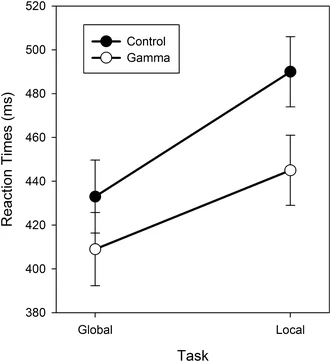 520
500
480
460
440
420
400
380
Reaction Times (ms)
Control
Gamma
Global
Local
Task